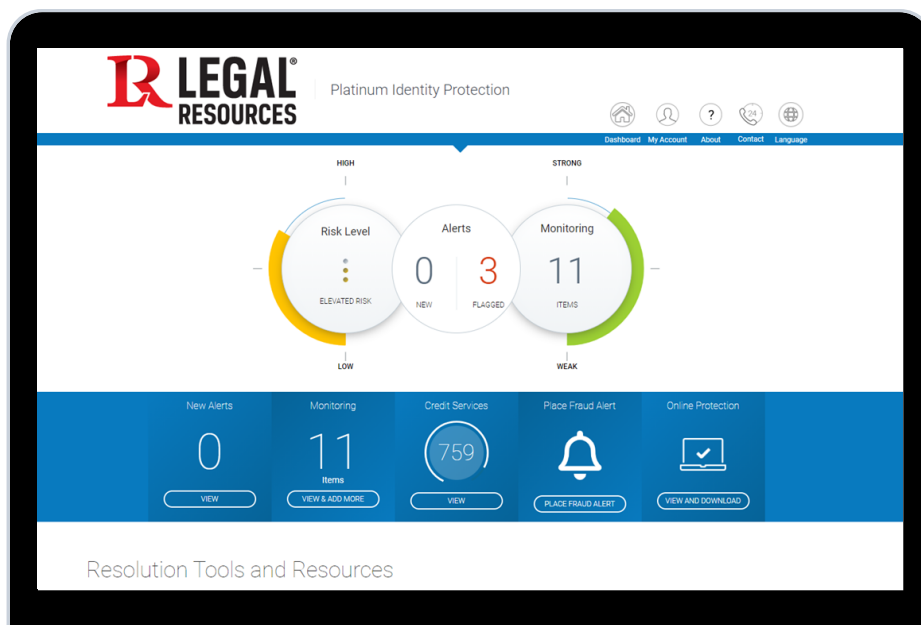 LEGAL®
RESOURCES
Platinum Identity Protection
?
24
Dashboard My Account About Contact Language
HIGH
STRONG
Risk Level
Alerts
Monitoring
0
3
11
ELEVATED RISK
NEW
FLAGGED
ITEMS
LOW
WEAK
New Alerts
Monitoring
Credit Services
Place Fraud Alert
Online Protection
0
11
759
Items
VIEW
VIEW & ADD MORE
VIEW
PLACE FRAUD ALERT
VIEW AND DOWNLOAD
Resolution Tools and Resources